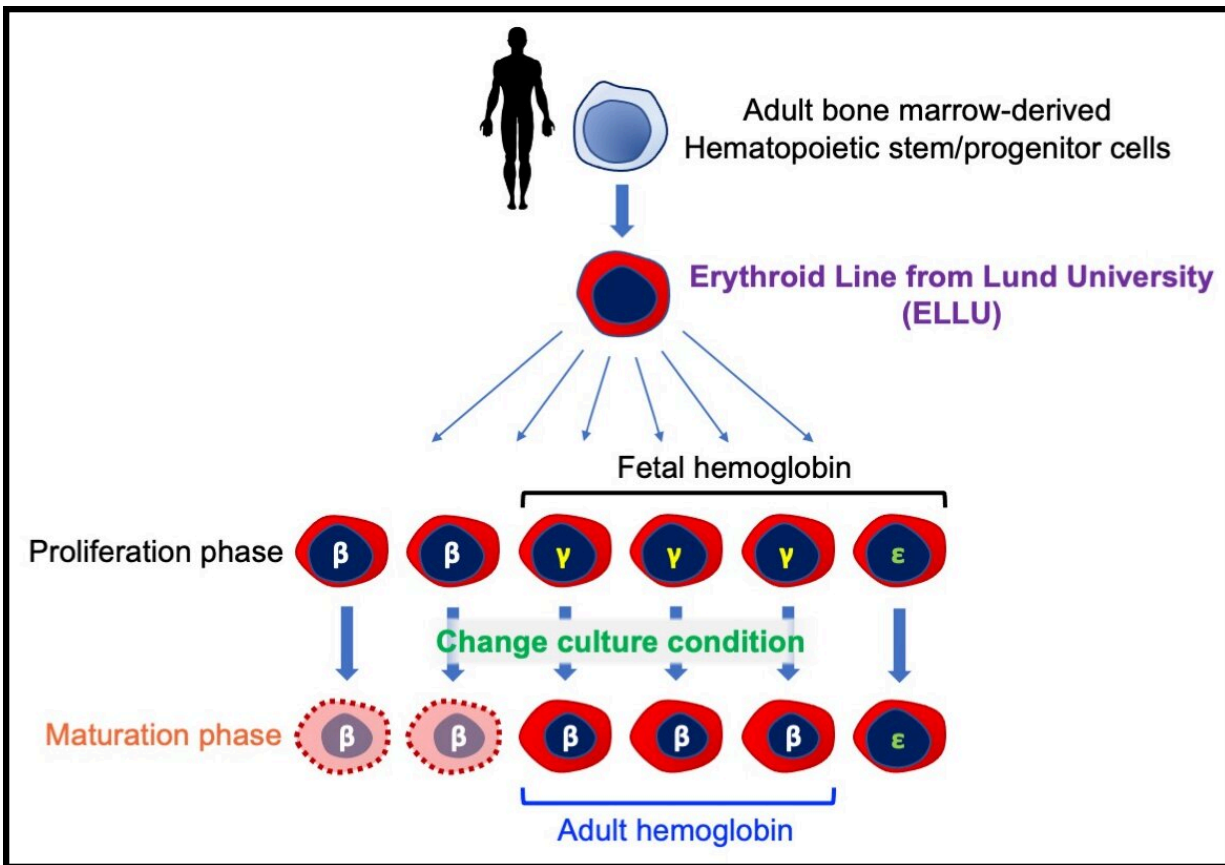 Adult bone marrow-derived
Hematopoietic stem/progenitor cells
Erythroid Line from Lund University
(ELLU)
Fetal hemoglobin
Proliferation phase β β γ γ γ ε
Change culture condition
Maturation phase β β β β β ε
Adult hemoglobin